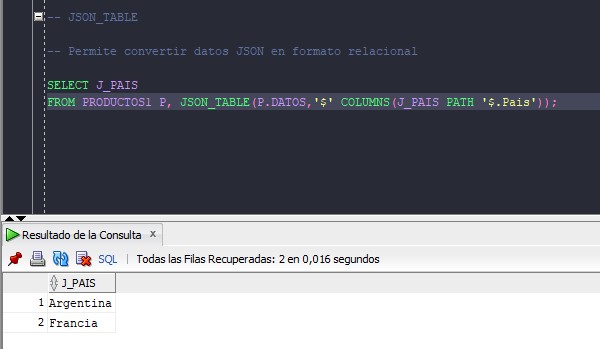 -- JSON_TABLE
-- Permite convertir datos JSON en formato relacional
SELECT J_PAIS
FROM PRODUCTOS1 P, JSON_TABLE(P.DATOS,'$' COLUMNS(J_PAIS PATH '$.Pais'));
Resultado de la Consulta x
SQL | Todas las Filas Recuperadas: 2 en 0,016 segundos
J_PAIS
1 Argentina
2 Francia